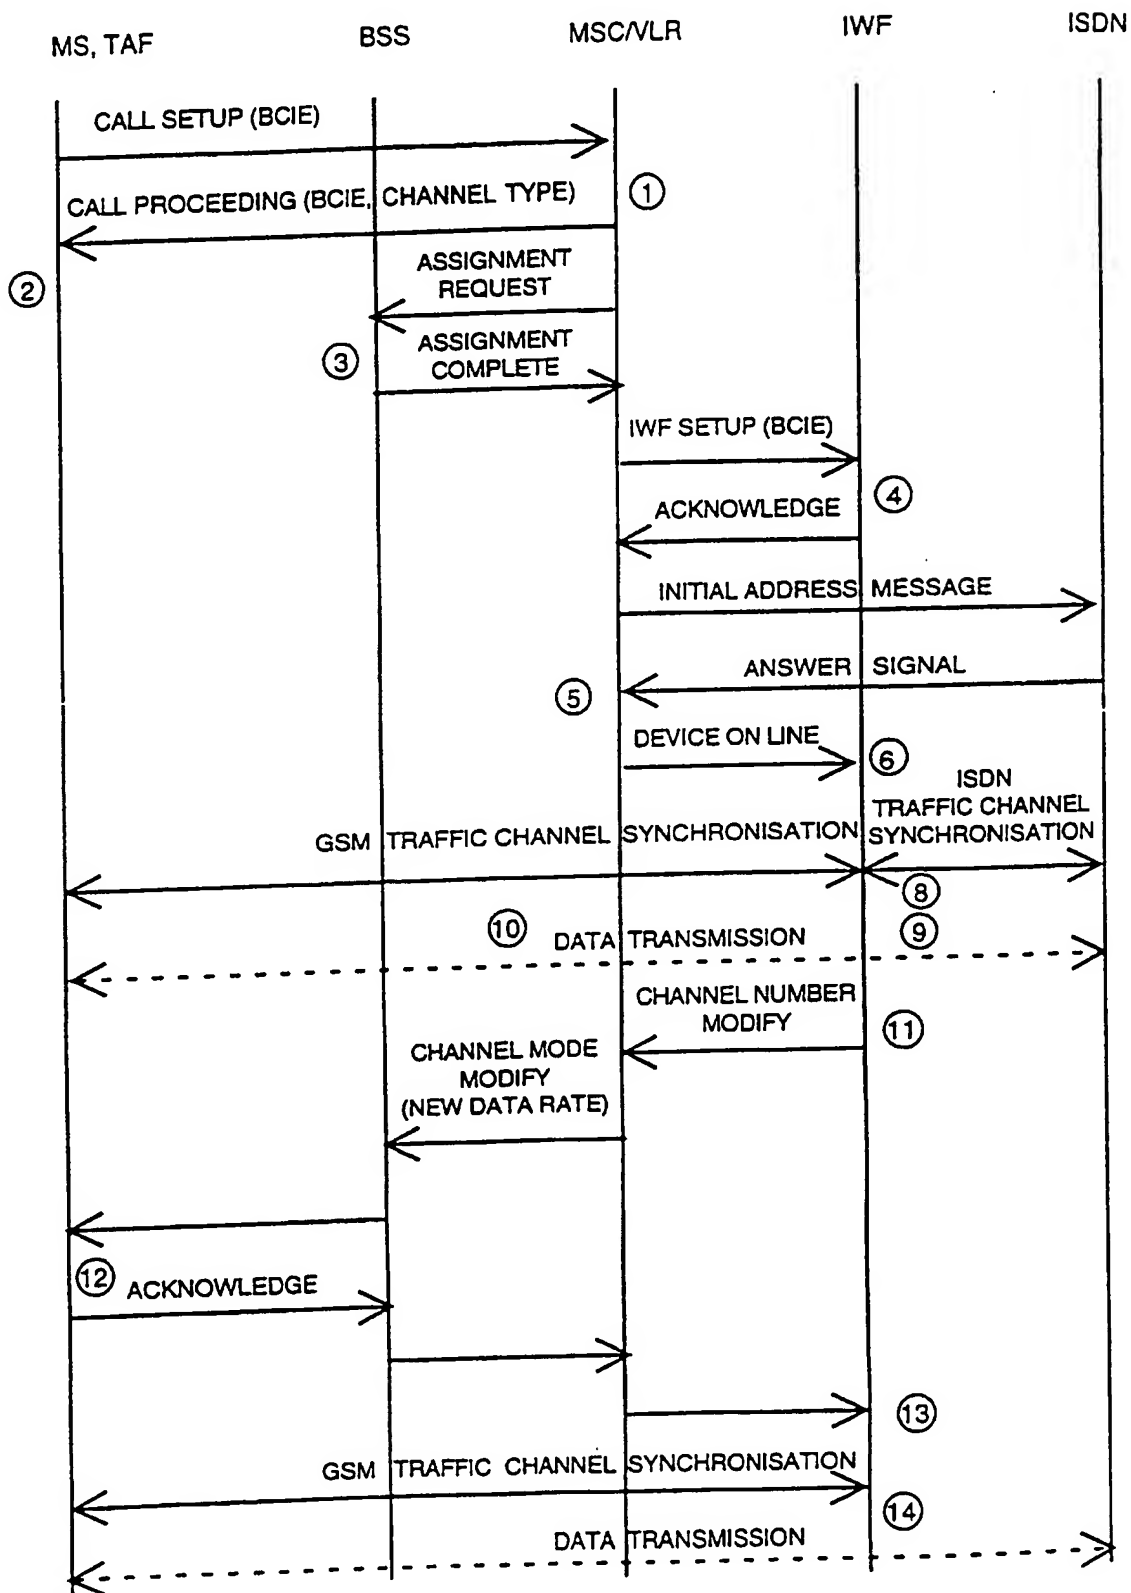 MS, TAF
BSS
MSC/VLR
IWF
ISDN
CALL SETUP (BCIE)
CALL PROCEEDING (BCIE, CHANNEL TYPE)
1
2
ASSIGNMENT
REQUEST
3
ASSIGNMENT
COMPLETE
IWF SETUP (BCIE)
4
ACKNOWLEDGE
INITIAL ADDRESS MESSAGE
ANSWER SIGNAL
5
DEVICE ON LINE
6
ISDN
TRAFFIC CHANNEL
SYNCHRONISATION
GSM TRAFFIC CHANNEL SYNCHRONISATION
8
10
DATA TRANSMISSION
9
CHANNEL NUMBER
MODIFY
11
CHANNEL MODE
MODIFY
(NEW DATA RATE)
12
ACKNOWLEDGE
13
GSM TRAFFIC CHANNEL SYNCHRONISATION
14
DATA TRANSMISSION